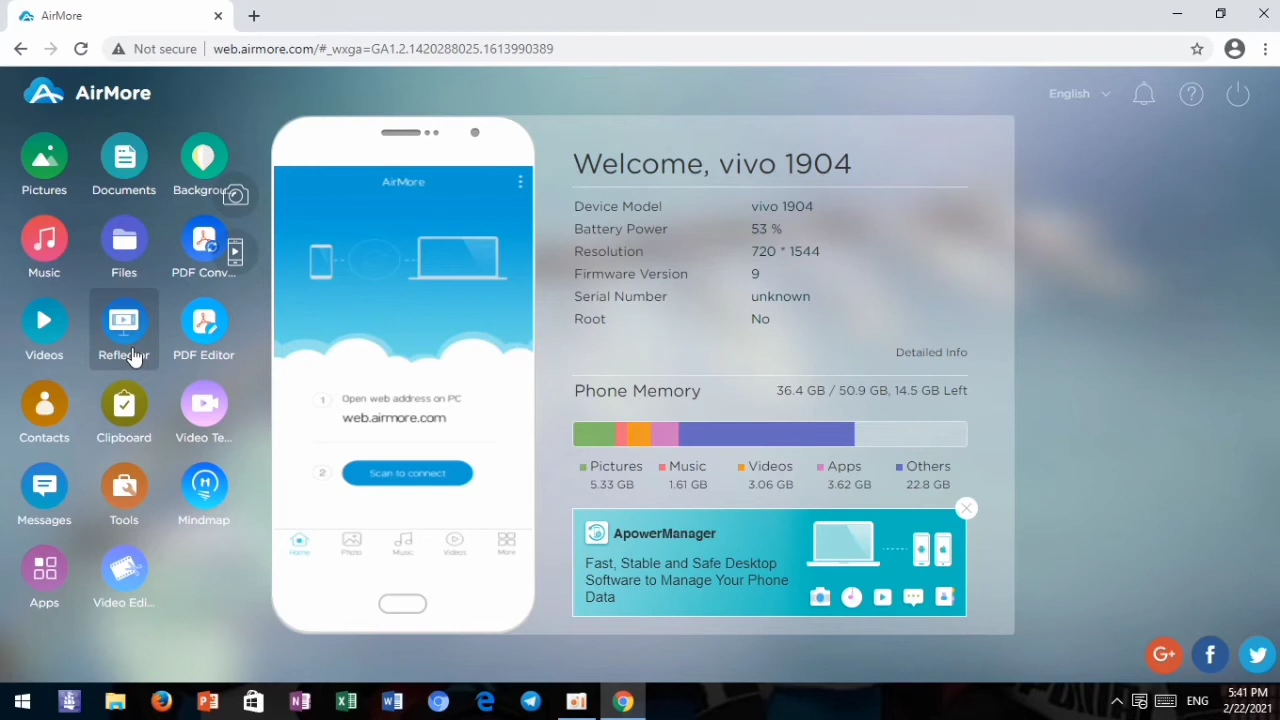 AirMore
Not secure
web.airmore.com/#_wxga=GA1.2.1420288025.1613990389
AirMore
English
Pictures
Documents
Backgrou...
Music
Files
PDF Conv...
Videos
Reflector
PDF Editor
Contacts
Clipboard
Video Te...
Messages
Tools
Mindmap
Apps
Video Edi...
AirMore
1 Open web address on PC
web.airmore.com
2 Scan to connect
Home
Photo
Music
Videos
More
Welcome, vivo 1904
Device Model vivo 1904
Battery Power 53 %
Resolution 720 * 1544
Firmware Version 9
Serial Number unknown
Root No
Detailed Info
Phone Memory 36.4 GB / 50.9 GB, 14.5 GB Left
Pictures Music Videos Apps Others
5.33 GB 1.61 GB 3.06 GB 3.62 GB 22.8 GB
ApowerManager
Fast, Stable and Safe Desktop
Software to Manage Your Phone
Data
ENG
5:41 PM
2/22/2021